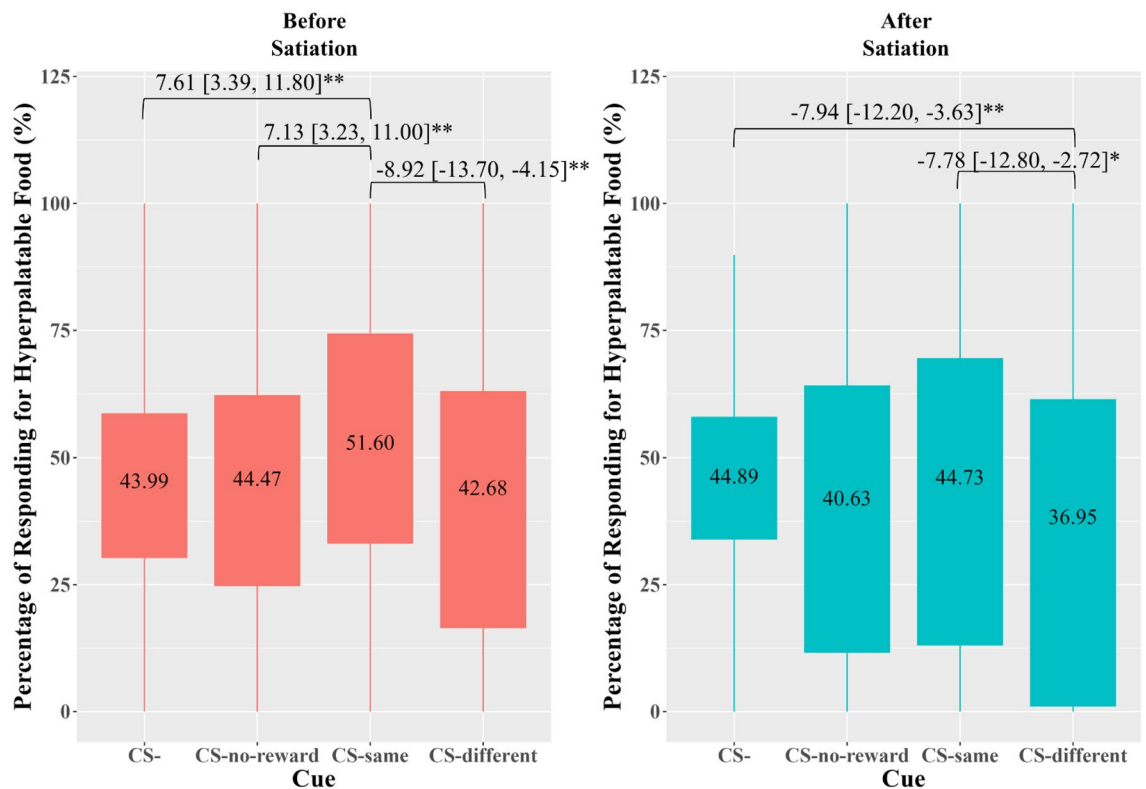 Before
Satiation
Percentage of Responding for Hyperpalatable Food (%)
125
100
75
50
25
0
7.61 [3.39, 11.80]**
7.13 [3.23, 11.00]**
-8.92 [-13.70, -4.15]**
43.99
44.47
51.60
42.68
CS-
CS-no-reward
CS-same
CS-different
Cue
After
Satiation
Percentage of Responding for Hyperpalatable Food (%)
125
100
75
50
25
0
-7.94 [-12.20, -3.63]**
-7.78 [-12.80, -2.72]*
44.89
40.63
44.73
36.95
CS-
CS-no-reward
CS-same
CS-different
Cue